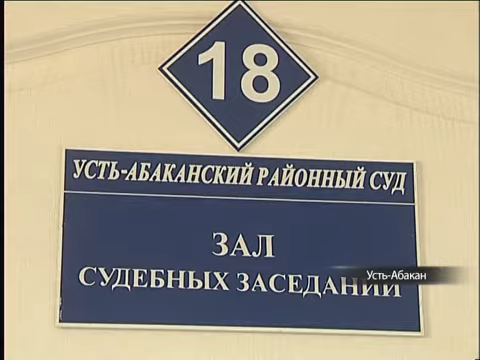 18
УСТЬ-АБАКАНСКИЙ РАЙОННЫЙ СУД
ЗАЛ
СУДЕБНЫХ ЗАСЕДАНИЙ
Усть-Абакан